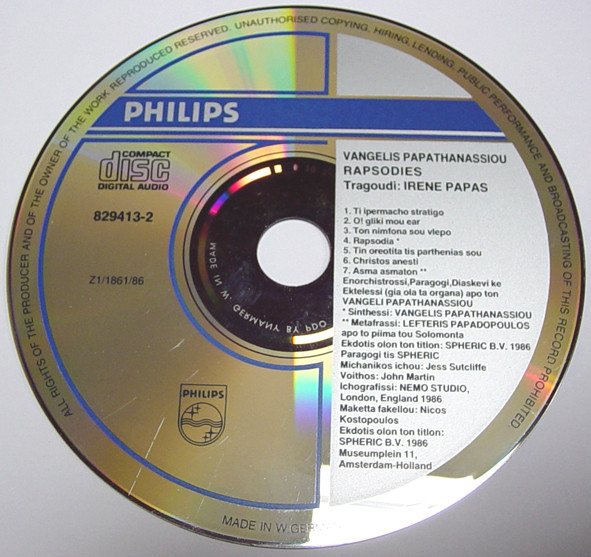 ALL RIGHTS OF THE PRODUCER AND OF THE OWNER OF THE WORK REPRODUCED RESERVED. UNAUTHORISED COPYING, HIRING, LENDING, PUBLIC PERFORMANCE AND BROADCASTING OF THIS RECORD PROHIBITED.
PHILIPS
COMPACT
disc
DIGITAL AUDIO
829413-2
Z1/1861/86
VANGELIS PAPATHANASSIOU
RAPSODIES
Tragoudi: IRENE PAPAS
1. Ti ipermacho stratigo
2. O! gliki mou ear
3. Ton nimfona sou vlepo
4. Rapsodia *
5. Tin oreotita tis parthenias sou
6. Christos anesti
7. Asma asmaton **
Enorchistrossi,Paragogi,Diaskevi ke
Ektelessi (gia ola ta organa) apo ton
VANGELI PAPATHANASSIOU
* Sinthessi: VANGELIS PAPATHANASSIOU
** Metafrassi: LEFTERIS PAPADOPOULOS
apo to piima tou Solomonta
Ekdotis olon ton titlon: SPHERIC B.V. 1986
Paragogi tis SPHERIC
Michanikos ichou: Jess Sutcliffe
Voithos: John Martin
Ichografissi: NEMO STUDIO,
London, England 1986
Maketta fakellou: Nicos
Kostopoulos
Ekdotis olon ton titlon:
SPHERIC B.V. 1986
Museumplein 11,
Amsterdam-Holland
MADE IN W. GERMANY BY PDO
PHILIPS
MADE IN W.GERMANY